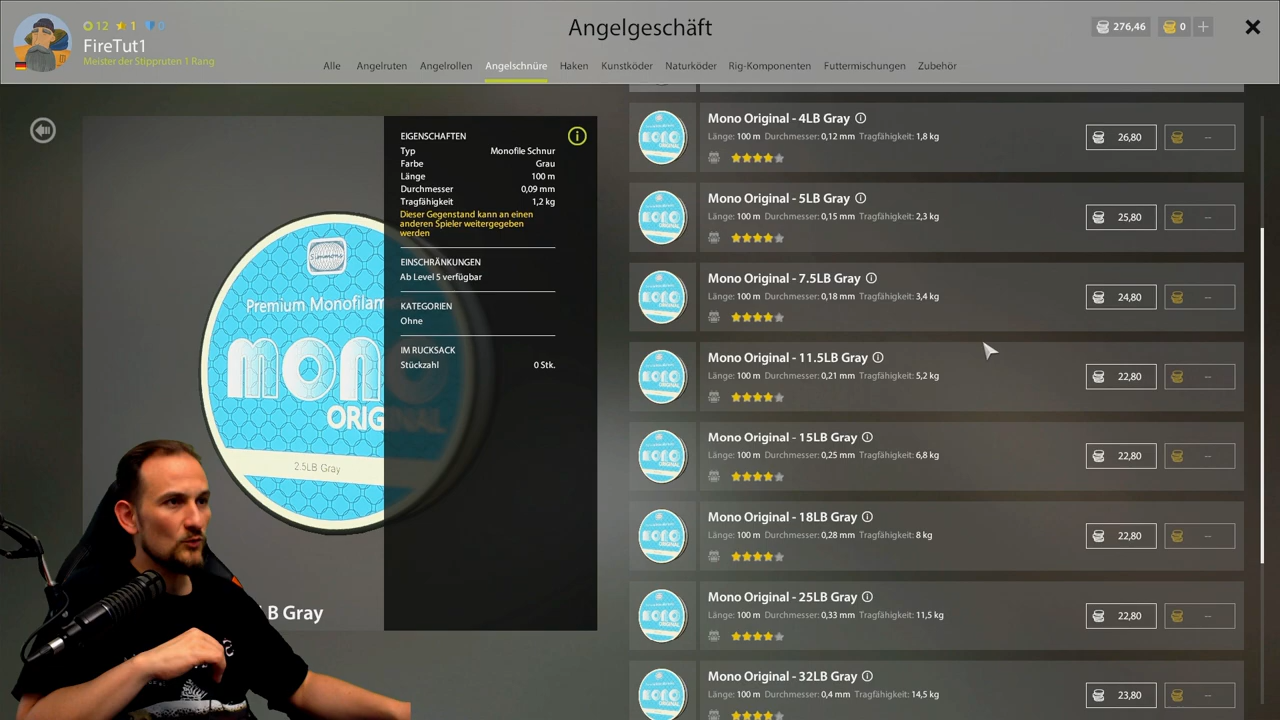 12 1 0
FireTut1
Meister der Stippruten 1 Rang
Angelgeschäft
276,46 0 +
Alle Angelruten Angelrollen Angelschnüre Haken Kunstköder Naturköder Rig-Komponenten Futtermischungen Zubehör
EIGENSCHAFTEN
Typ Monofile Schnur
Farbe Grau
Länge 100 m
Durchmesser 0,09 mm
Tragfähigkeit 1,2 kg
Dieser Gegenstand kann an einen
anderen Spieler weitergegeben
werden
EINSCHRÄNKUNGEN
Ab Level 5 verfügbar
KATEGORIEN
Ohne
IM RUCKSACK
Stückzahl 0 Stk.
Simmons
Premium Monofilam
mono
ORIGINAL
2.5LB Gray
LB Gray
Mono Original - 4LB Gray
Länge: 100 m Durchmesser: 0,12 mm Tragfähigkeit: 1,8 kg
26,80 --
Mono Original - 5LB Gray
Länge: 100 m Durchmesser: 0,15 mm Tragfähigkeit: 2,3 kg
25,80 --
Mono Original - 7.5LB Gray
Länge: 100 m Durchmesser: 0,18 mm Tragfähigkeit: 3,4 kg
24,80 --
Mono Original - 11.5LB Gray
Länge: 100 m Durchmesser: 0,21 mm Tragfähigkeit: 5,2 kg
22,80 --
Mono Original - 15LB Gray
Länge: 100 m Durchmesser: 0,25 mm Tragfähigkeit: 6,8 kg
22,80 --
Mono Original - 18LB Gray
Länge: 100 m Durchmesser: 0,28 mm Tragfähigkeit: 8 kg
22,80 --
Mono Original - 25LB Gray
Länge: 100 m Durchmesser: 0,33 mm Tragfähigkeit: 11,5 kg
22,80 --
Mono Original - 32LB Gray
Länge: 100 m Durchmesser: 0,4 mm Tragfähigkeit: 14,5 kg
23,80 --